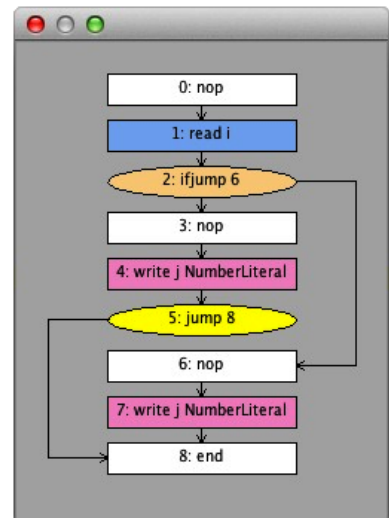 0: nop
1: read i
2: ifjump 6
3: nop
4: write j NumberLiteral
5: jump 8
6: nop
7: write j NumberLiteral
8: end